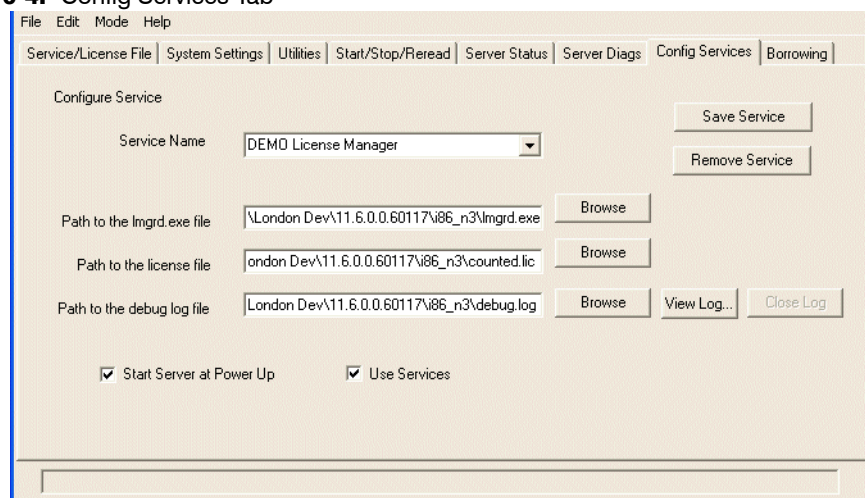 Config Services Tab
File Edit Mode Help
Service/License File System Settings Utilities Start/Stop/Reread Server Status Server Diags Config Services Borrowing
Configure Service
Save Service
Service Name DEMO License Manager
Remove Service
Path to the lmgrd.exe file \London Dev\11.6.0.0.60117\i86_n3\lmgrd.exe Browse
Path to the license file ondon Dev\11.6.0.0.60117\i86_n3\counted.lic Browse
Path to the debug log file London Dev\11.6.0.0.60117\i86_n3\debug.log Browse View Log... Close Log
Start Server at Power Up Use Services